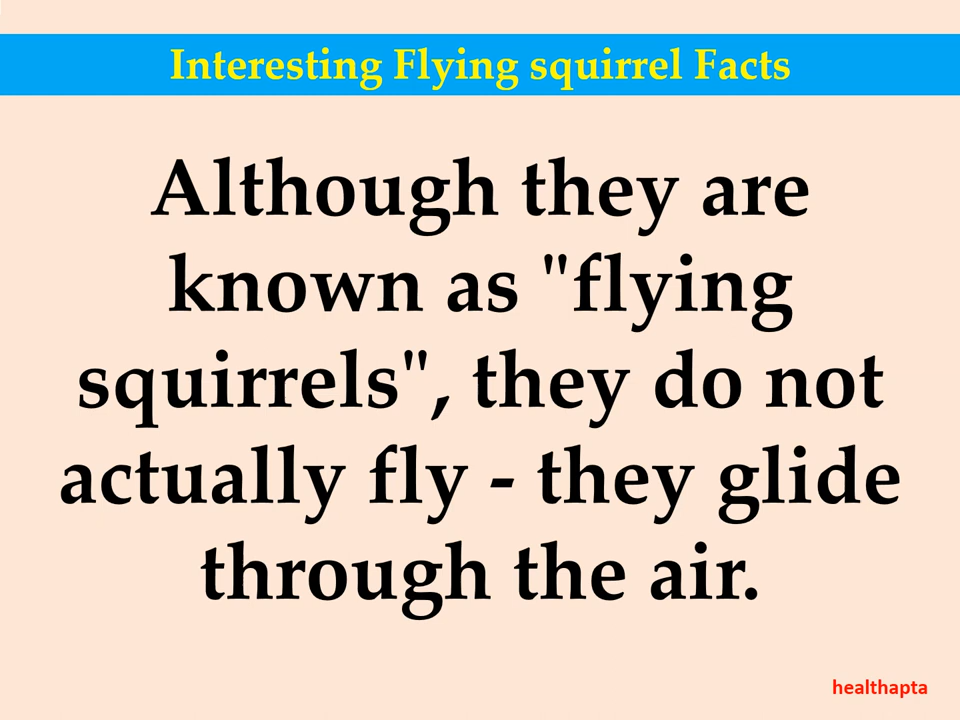 Interesting Flying squirrel Facts
Although they are
known as "flying
squirrels", they do not
actually fly - they glide
through the air.
healthapta